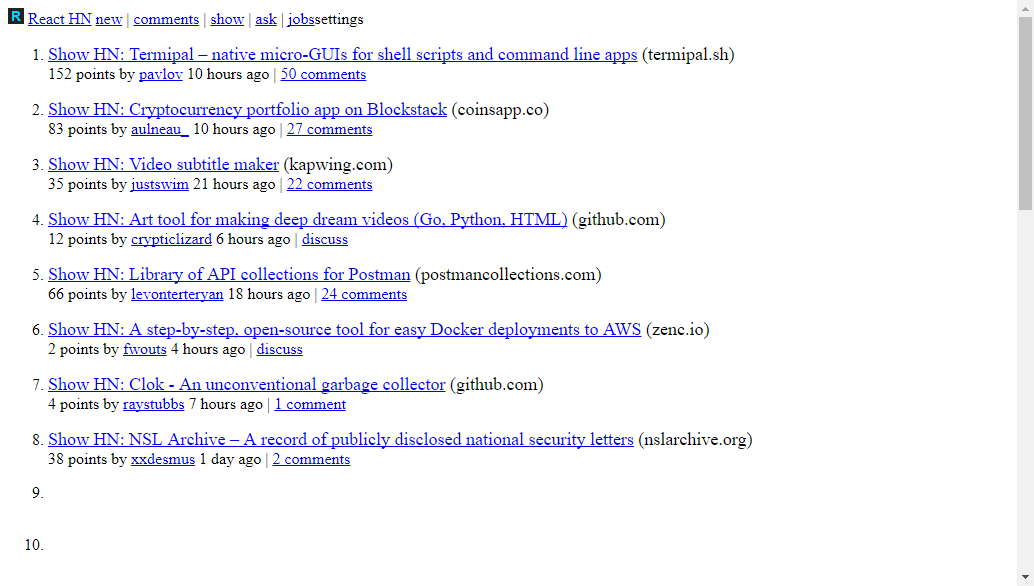 R React HN new | comments | show | ask | jobssettings
1. Show HN: Termipal – native micro-GUIs for shell scripts and command line apps (termipal.sh)
152 points by pavlov 10 hours ago | 50 comments
2. Show HN: Cryptocurrency portfolio app on Blockstack (coinsapp.co)
83 points by aulneau_ 10 hours ago | 27 comments
3. Show HN: Video subtitle maker (kapwing.com)
35 points by justswim 21 hours ago | 22 comments
4. Show HN: Art tool for making deep dream videos (Go, Python, HTML) (github.com)
12 points by crypticlizard 6 hours ago | discuss
5. Show HN: Library of API collections for Postman (postmancollections.com)
66 points by levonterteryan 18 hours ago | 24 comments
6. Show HN: A step-by-step, open-source tool for easy Docker deployments to AWS (zenc.io)
2 points by fwouts 4 hours ago | discuss
7. Show HN: Clok - An unconventional garbage collector (github.com)
4 points by raystubbs 7 hours ago | 1 comment
8. Show HN: NSL Archive – A record of publicly disclosed national security letters (nslarchive.org)
38 points by xxdesmus 1 day ago | 2 comments
9.
10.